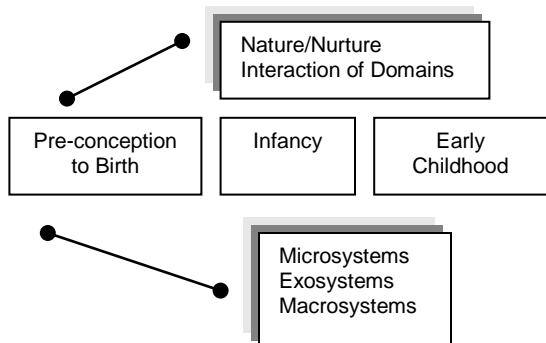 Nature/Nurture
Interaction of Domains
Pre-conception
to Birth
Infancy
Early
Childhood
Microsystems
Exosystems
Macrosystems